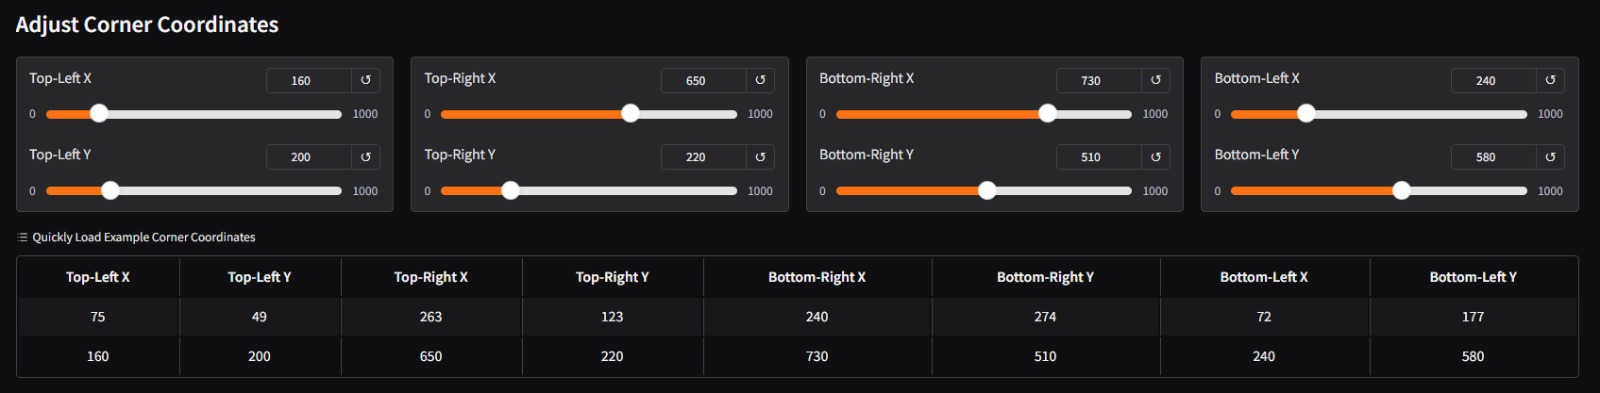 Adjust Corner Coordinates
Top-Left X 160 ↺
0 1000
Top-Left Y 200 ↺
0 1000
Top-Right X 650 ↺
0 1000
Top-Right Y 220 ↺
0 1000
Bottom-Right X 730 ↺
0 1000
Bottom-Right Y 510 ↺
0 1000
Bottom-Left X 240 ↺
0 1000
Bottom-Left Y 580 ↺
0 1000
Quickly Load Example Corner Coordinates
Top-Left X Top-Left Y Top-Right X Top-Right Y Bottom-Right X Bottom-Right Y Bottom-Left X Bottom-Left Y
75 49 263 123 240 274 72 177
160 200 650 220 730 510 240 580